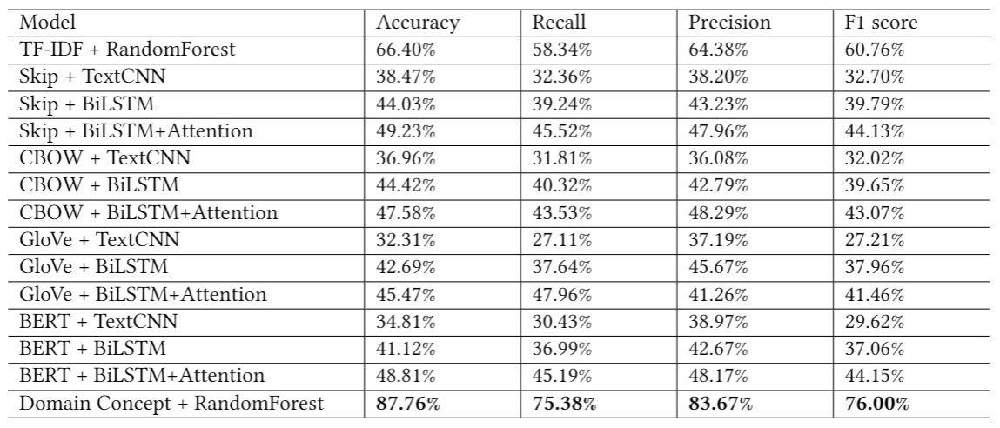 Model Accuracy Recall Precision F1 score
TF-IDF + RandomForest 66.40% 58.34% 64.38% 60.76%
Skip + TextCNN 38.47% 32.36% 38.20% 32.70%
Skip + BiLSTM 44.03% 39.24% 43.23% 39.79%
Skip + BiLSTM+Attention 49.23% 45.52% 47.96% 44.13%
CBOW + TextCNN 36.96% 31.81% 36.08% 32.02%
CBOW + BiLSTM 44.42% 40.32% 42.79% 39.65%
CBOW + BiLSTM+Attention 47.58% 43.53% 48.29% 43.07%
GloVe + TextCNN 32.31% 27.11% 37.19% 27.21%
GloVe + BiLSTM 42.69% 37.64% 45.67% 37.96%
GloVe + BiLSTM+Attention 45.47% 47.96% 41.26% 41.46%
BERT + TextCNN 34.81% 30.43% 38.97% 29.62%
BERT + BiLSTM 41.12% 36.99% 42.67% 37.06%
BERT + BiLSTM+Attention 48.81% 45.19% 48.17% 44.15%
Domain Concept + RandomForest 87.76% 75.38% 83.67% 76.00%